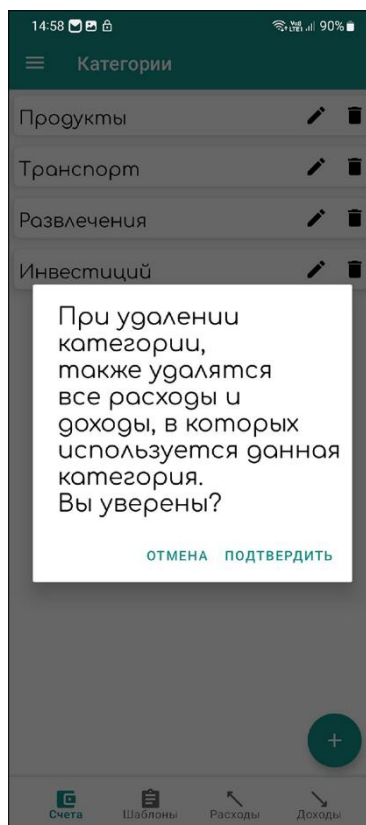 14:58 90%
Категории
Продукты
Транспорт
Развлечения
Инвестиций
При удалении
категории,
также удалятся
все расходы и
доходы, в которых
используется данная
категория.
Вы уверены?
ОТМЕНА ПОДТВЕРДИТЬ
+
Счета Шаблоны Расходы Доходы